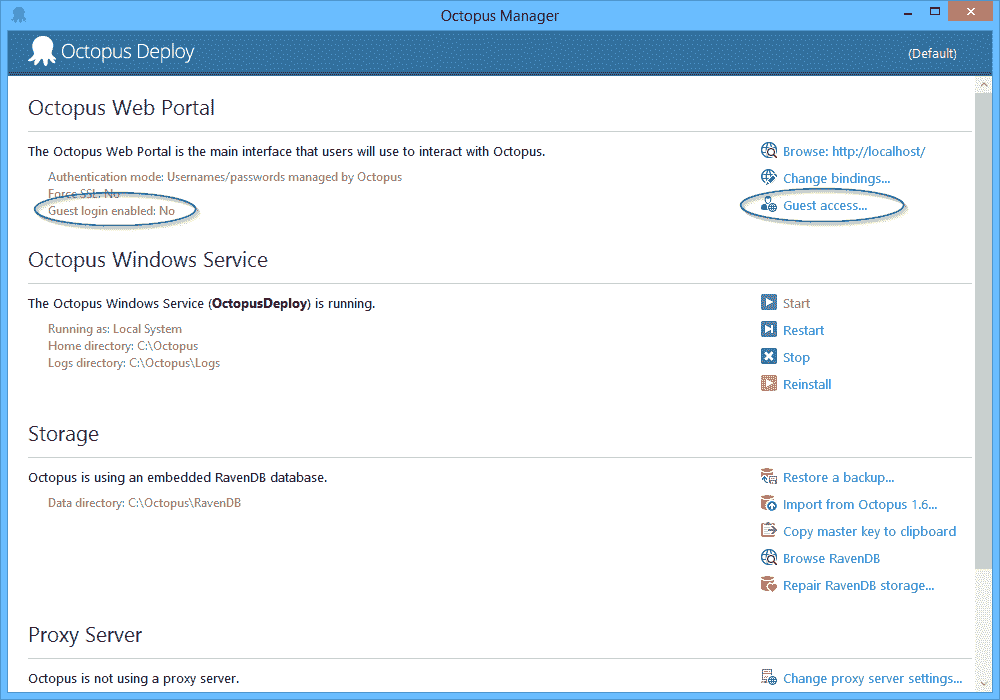 Octopus Manager
Octopus Deploy
(Default)
Octopus Web Portal
The Octopus Web Portal is the main interface that users will use to interact with Octopus.
Authentication mode: Usernames/passwords managed by Octopus
Force SSL: No
Guest login enabled: No
Browse: http://localhost/
Change bindings...
Guest access...
Octopus Windows Service
The Octopus Windows Service (OctopusDeploy) is running.
Running as: Local System
Home directory: C:\Octopus
Logs directory: C:\Octopus\Logs
Start
Restart
Stop
Reinstall
Storage
Octopus is using an embedded RavenDB database.
Data directory: C:\Octopus\RavenDB
Restore a backup...
Import from Octopus 1.6...
Copy master key to clipboard
Browse RavenDB
Repair RavenDB storage...
Proxy Server
Octopus is not using a proxy server.
Change proxy server settings...